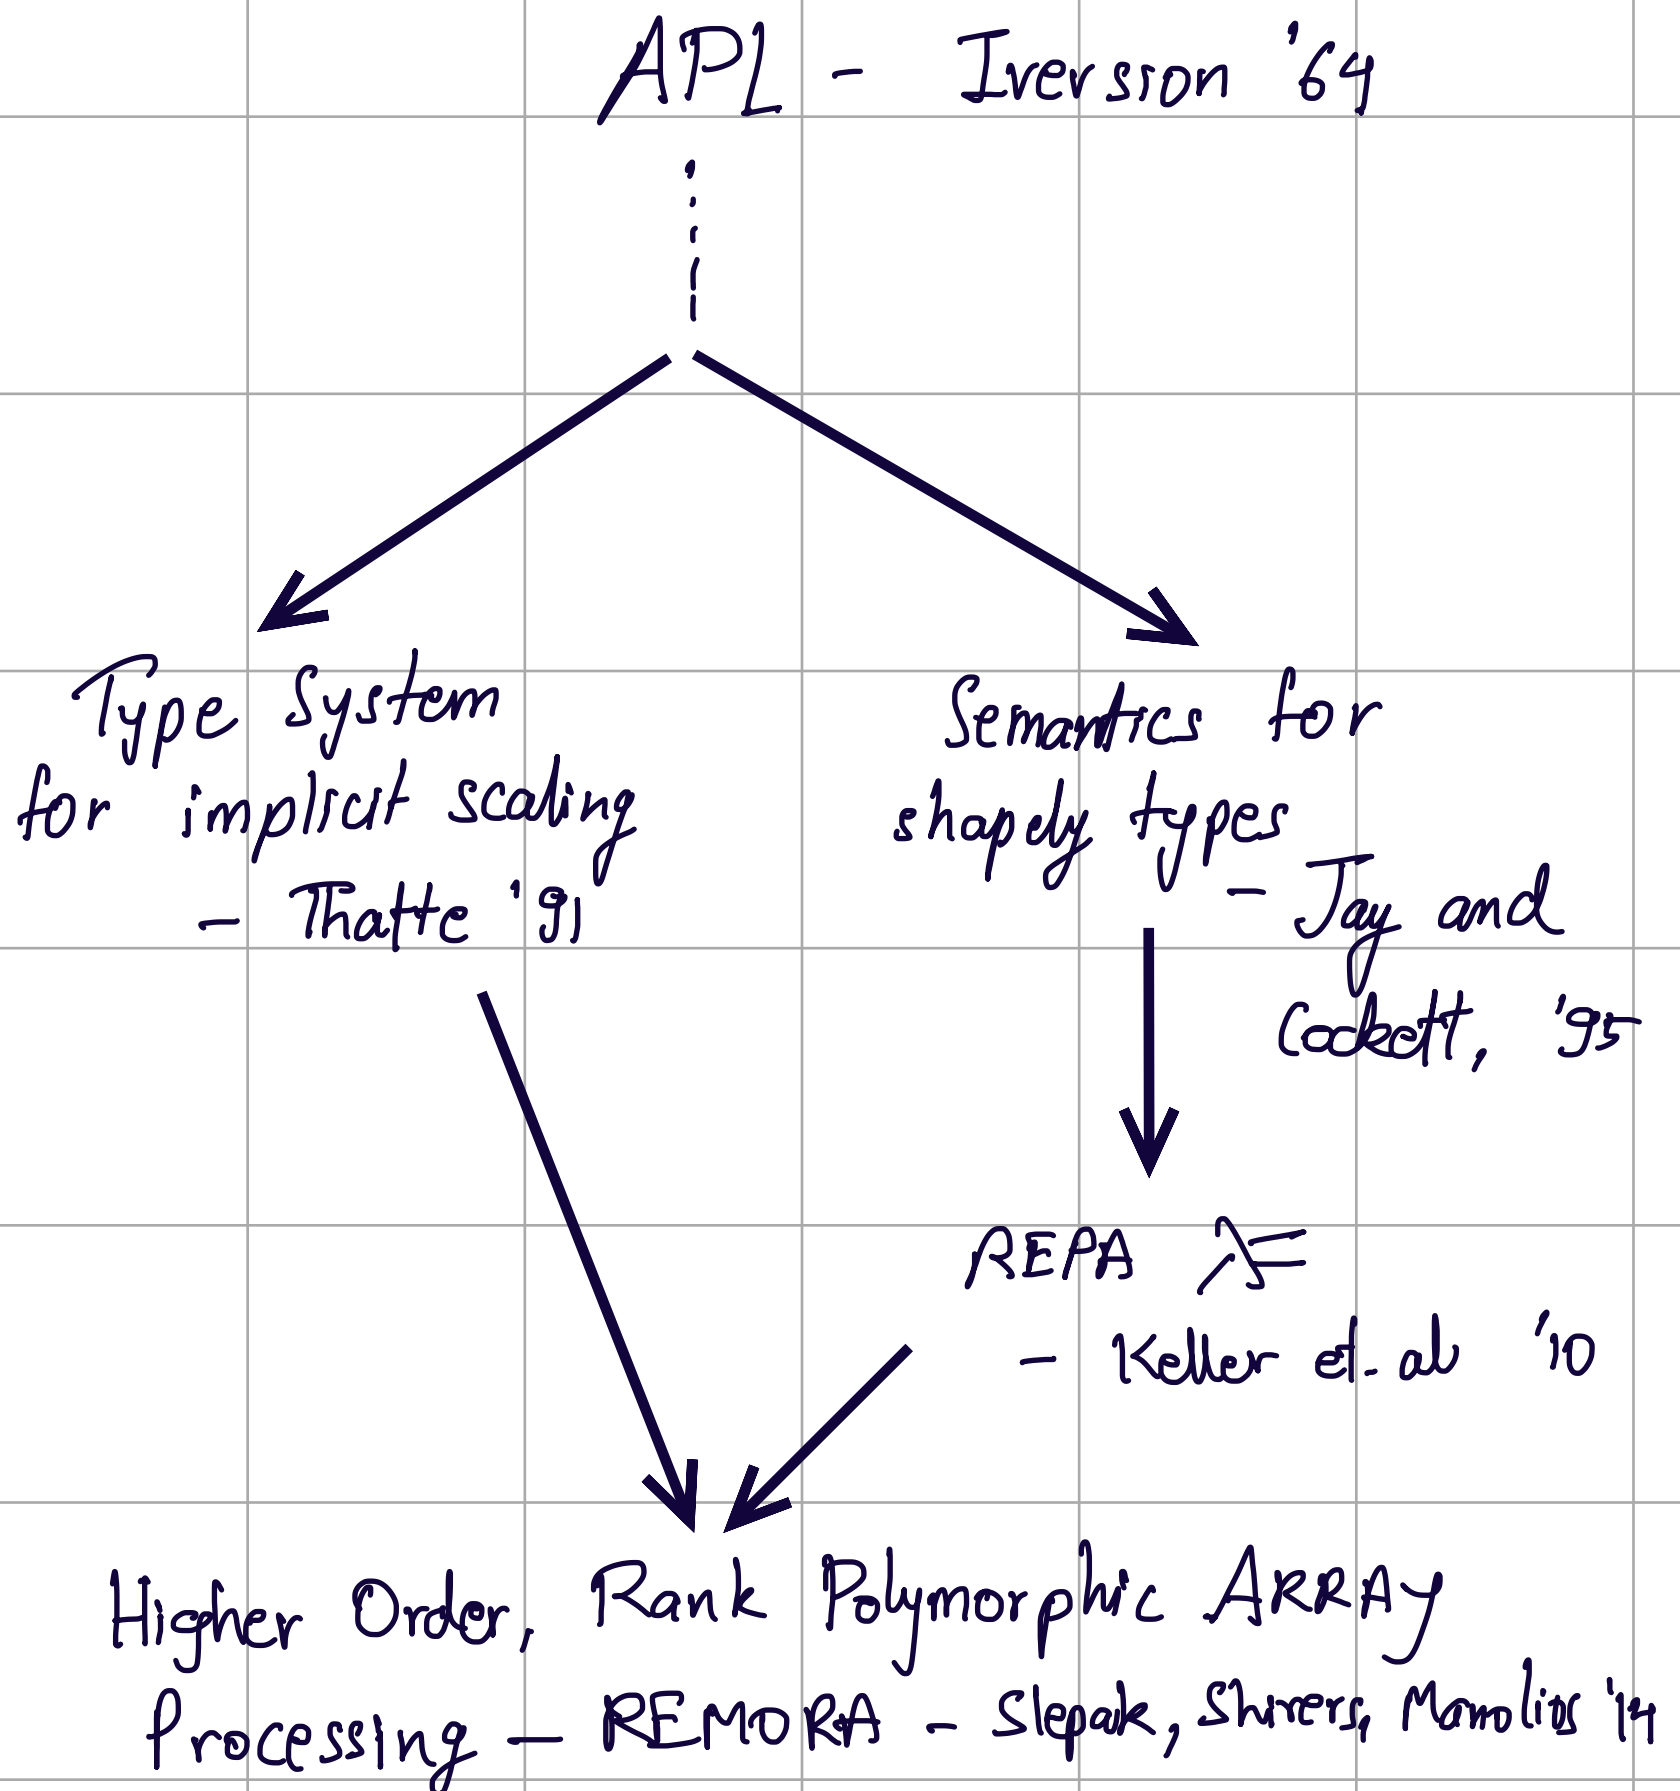 APL - Iversson '64
Type System
for implicit scaling
- Thatte '91
Semantics for
shapely types
- Jay and
Cockett, '95
REPA
- Keller et. al '10
Higher Order, Rank Polymorphic ARRAY
Processing — REMORA - Slepak, Shivers, Manolios '14